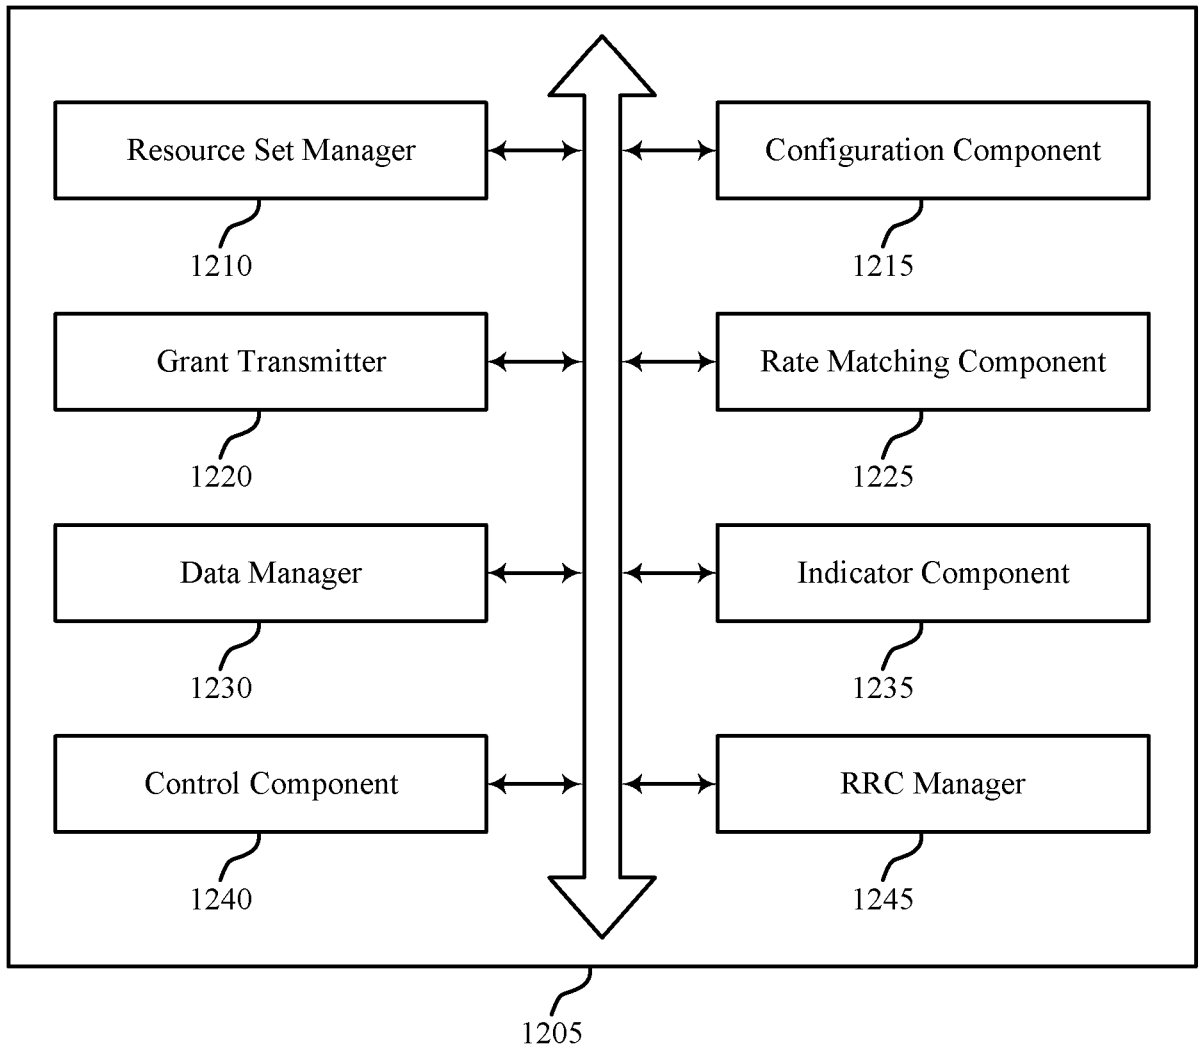 Resource Set Manager
Configuration Component
1210
1215
Grant Transmitter
Rate Matching Component
1220
1225
Data Manager
Indicator Component
1230
1235
Control Component
RRC Manager
1240
1245
1205